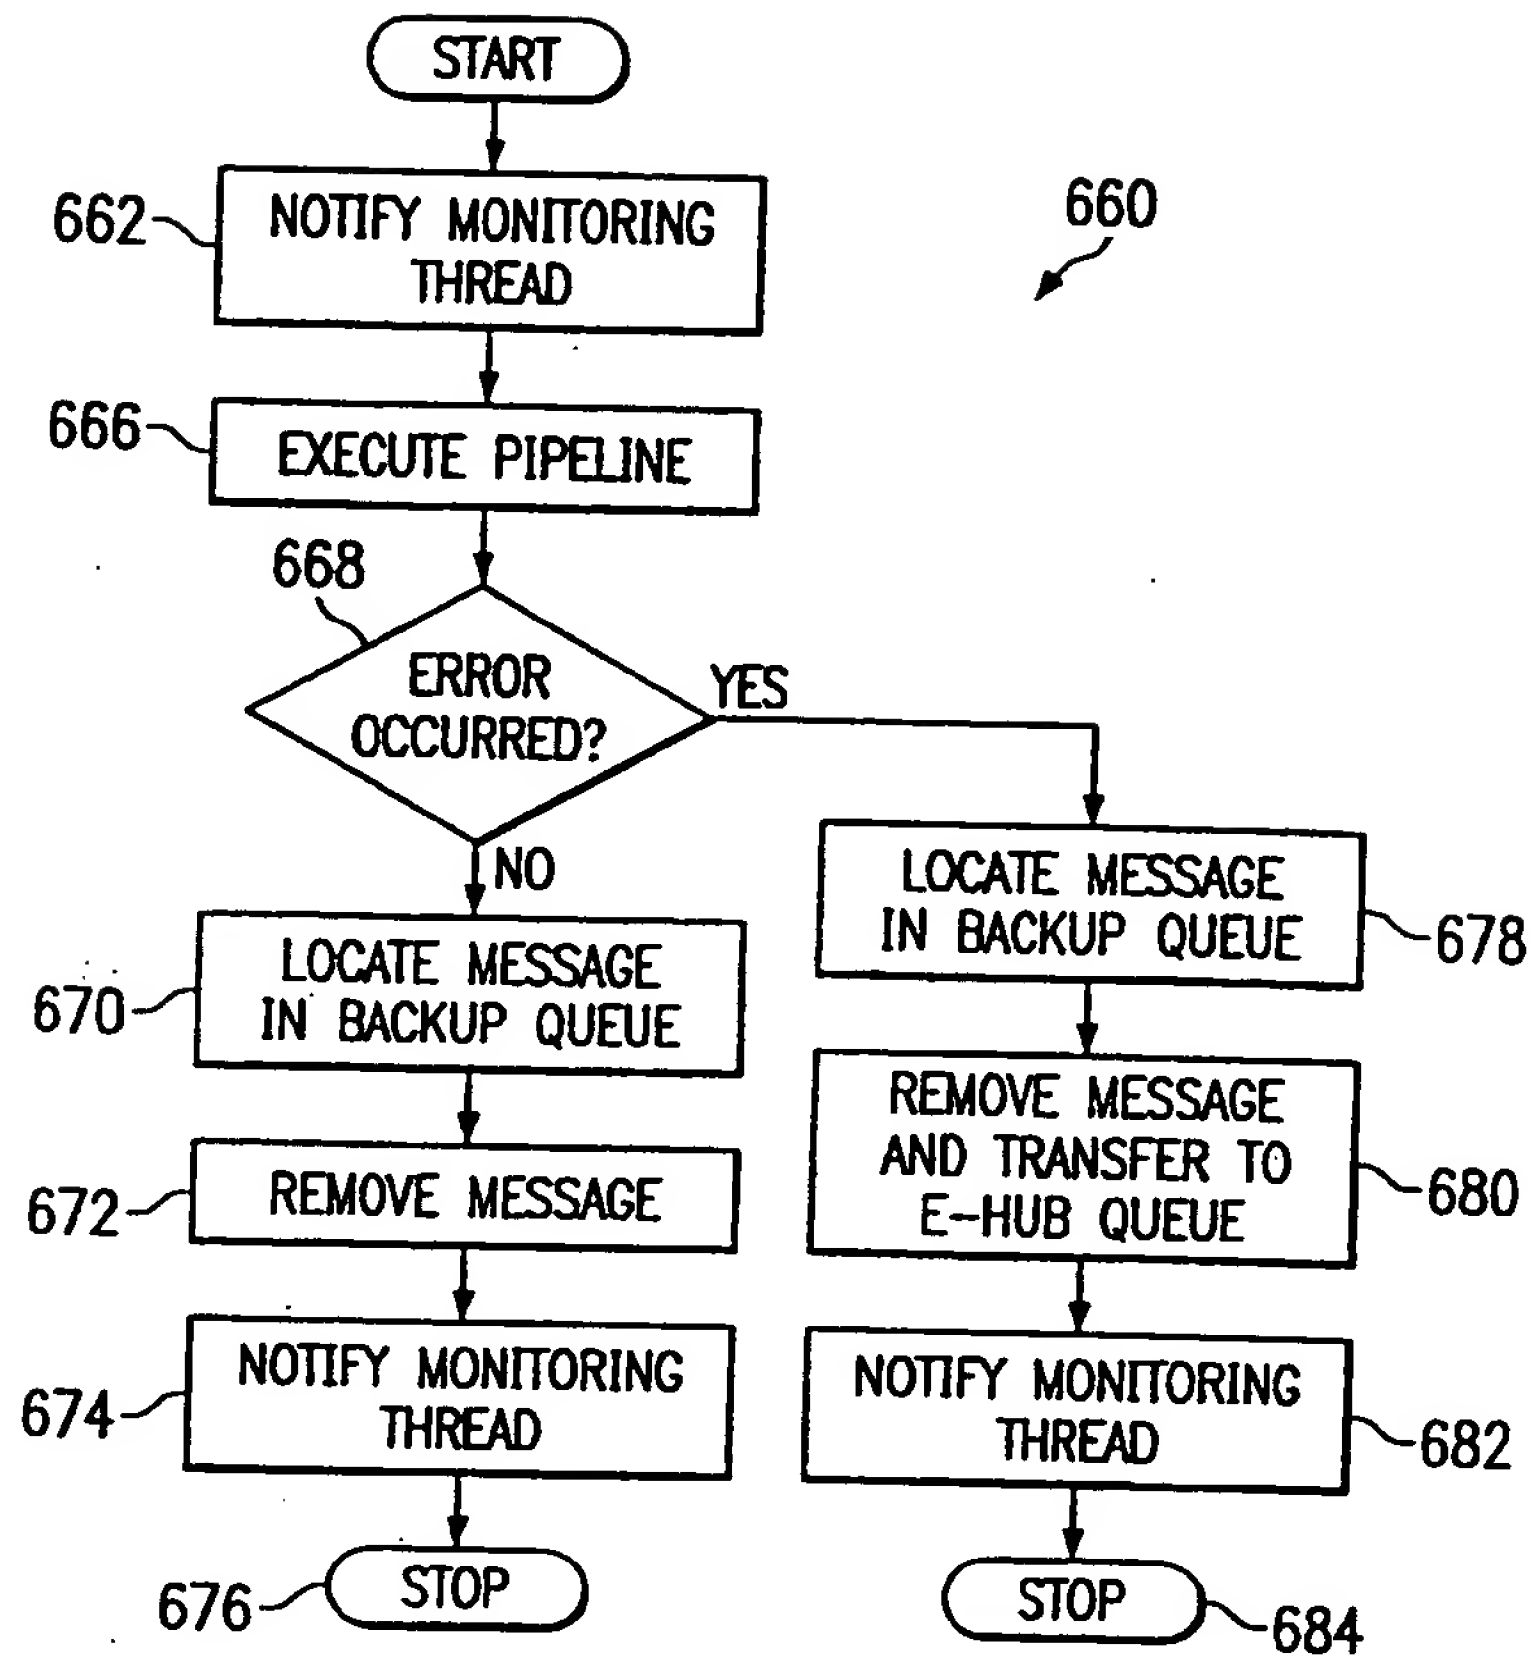 START
662
NOTIFY MONITORING
THREAD
660
666
EXECUTE PIPELINE
668
ERROR
OCCURRED?
YES
NO
670
LOCATE MESSAGE
IN BACKUP QUEUE
672
REMOVE MESSAGE
674
NOTIFY MONITORING
THREAD
676
STOP
LOCATE MESSAGE
IN BACKUP QUEUE
678
REMOVE MESSAGE
AND TRANSFER TO
E-HUB QUEUE
680
NOTIFY MONITORING
THREAD
682
STOP
684